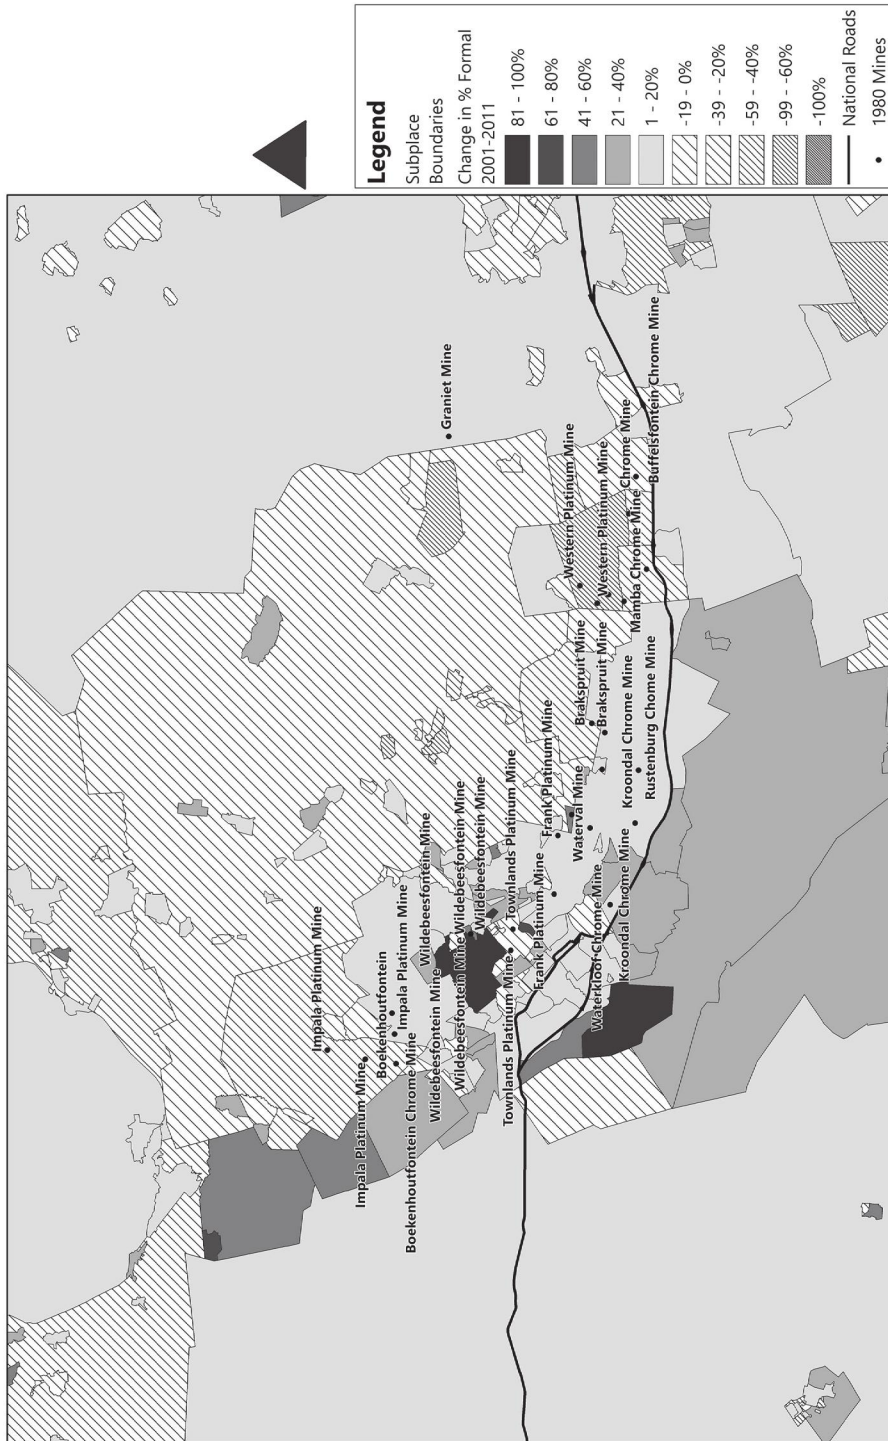 Legend
Subplace
Boundaries
Change in % Formal
2001-2011
81 - 100%
61 - 80%
41 - 60%
21 - 40%
1 - 20%
-19 - 0%
-39 - -20%
-59 - -40%
-99 - -60%
-100%
National Roads
1980 Mines
Impala Platinum Mine
Impala Platinum Mine
Boekenhoutfontein
Impala Platinum Mine
Boekenhoutfontein Chrome Mine
Wildebeesfontein Mine
Wildebeesfontein Mine
Wildebeesfontein Mine
Wildebeesfontein Mine
Wildebeesfontein Mine
Townlands Platinum Mine
Townlands Platinum Mine
Frank Platinum Mine
Frank Platinum Mine
Waterval Mine
Brakspruit Mine
Brakspruit Mine
Waterkloof Chrome Mine
Kroondal Chrome Mine
Kroondal Chrome Mine
Rustenburg Chome Mine
Graniet Mine
Western Platinum Mine
Western Platinum Mine
Chrome Mine
Mamba Chrome Mine
Buffelsfontein Chrome Mine